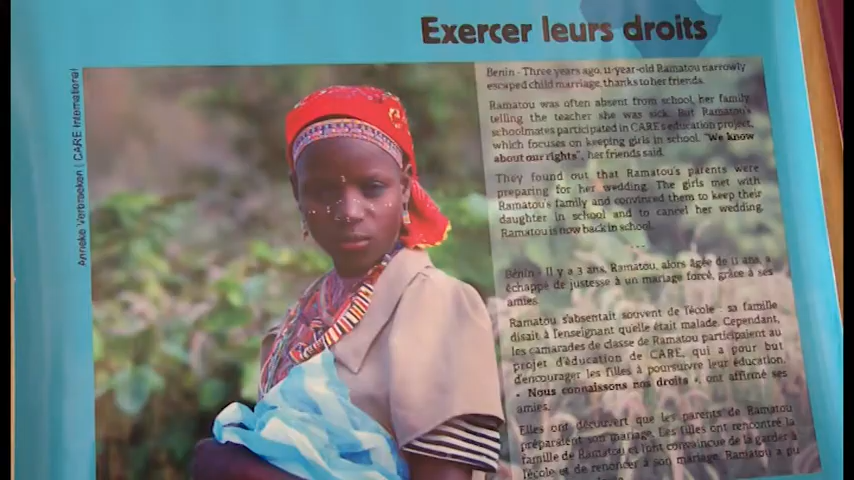 Exercer leurs droits
Anneke Verbraeken | CARE International
Benin - Three years ago, 11-year-old Ramatou narrowly
escaped child marriage, thanks to her friends.
Ramatou was often absent from school, her family
telling the teacher she was sick. But Ramatou's
schoolmates participated in CARE's education project,
which focuses on keeping girls in school. "We know
about our rights", her friends said.
They found out that Ramatou's parents were
preparing for her wedding. The girls met with
Ramatou's family and convinced them to keep their
daughter in school and to cancel her wedding.
Ramatou is now back in school.
...
Bénin - Il y a 3 ans, Ramatou, alors âgée de 11 ans, a
échappé de justesse à un mariage forcé, grâce à ses
amies.
Ramatou s'absentait souvent de l'école : sa famille
disait à l'enseignant qu'elle était malade. Cependant,
les camarades de classe de Ramatou participaient au
projet d'éducation de CARE, qui a pour but
d'encourager les filles à poursuivre leur éducation.
« Nous connaissons nos droits », ont affirmé ses
amies.
Elles ont découvert que les parents de Ramatou
préparaient son mariage. Les filles ont rencontré la
famille de Ramatou et l'ont convaincue de la garder à
l'école et de renoncer à son mariage. Ramatou a pu